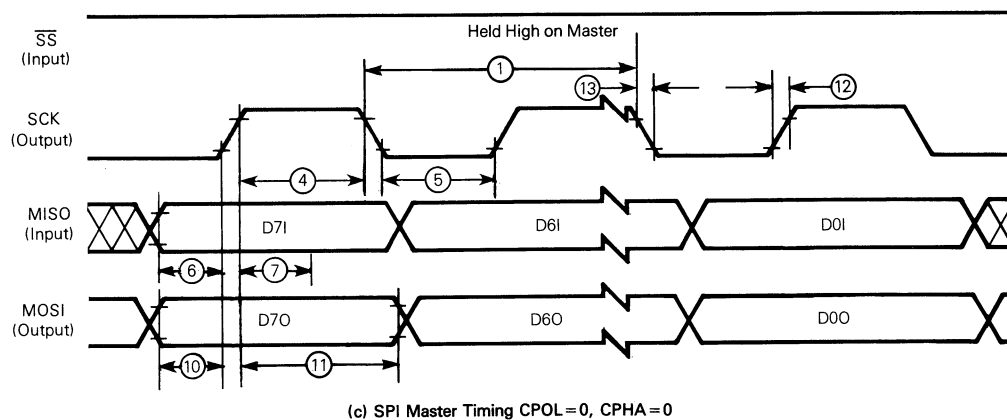 Held High on Master
SS
(Input)
1
13
12
SCK
(Output)
4
5
MISO
(Input)
D7I
D6I
D0I
6
7
MOSI
(Output)
D7O
D6O
D0O
10
11
(c) SPI Master Timing CPOL=0, CPHA=0